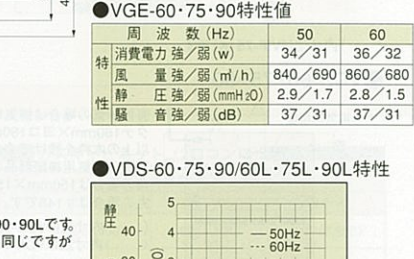 ●VGE-60・75・90特性値
周 波 数(Hz) 50 60
特性
消費電力 強／弱(w) 34／31 36／32
風 量強／弱(㎥/h) 840／690 860／680
静 圧強／弱(mmH₂O) 2.9／1.7 2.8／1.5
騒 音強／弱(dB) 37／31 37／31
●VDS-60・75・90/60L・75L・90L特性
静圧
5
40 4
50Hz
60Hz
90・90Lです。
同じですが